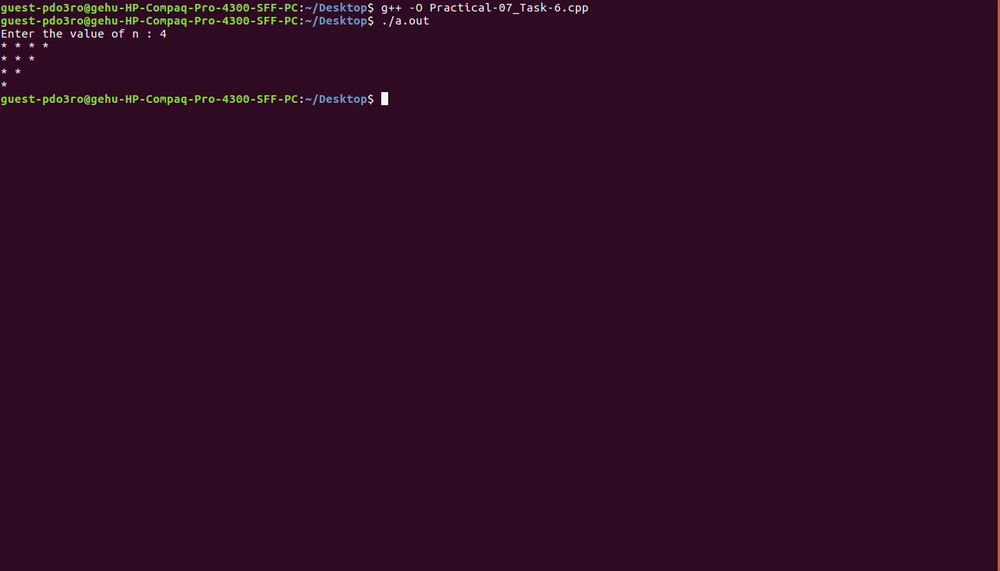 guest-pdo3ro@gehu-HP-Compaq-Pro-4300-SFF-PC:~/Desktop$ g++ -O Practical-07_Task-6.cpp
guest-pdo3ro@gehu-HP-Compaq-Pro-4300-SFF-PC:~/Desktop$ ./a.out
Enter the value of n : 4
* * * *
* * *
* *
*
guest-pdo3ro@gehu-HP-Compaq-Pro-4300-SFF-PC:~/Desktop$